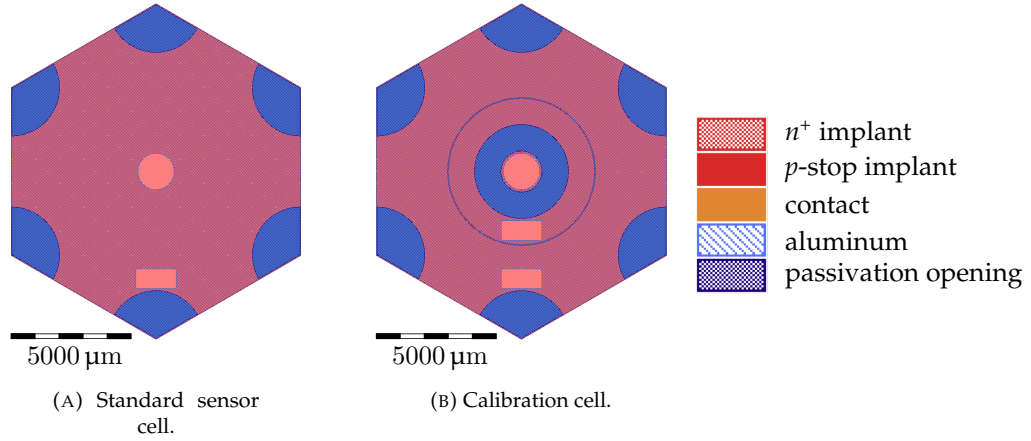 n⁺ implant
p-stop implant
contact
aluminum
passivation opening
5000 µm
5000 µm
(A) Standard sensor
cell.
(B) Calibration cell.